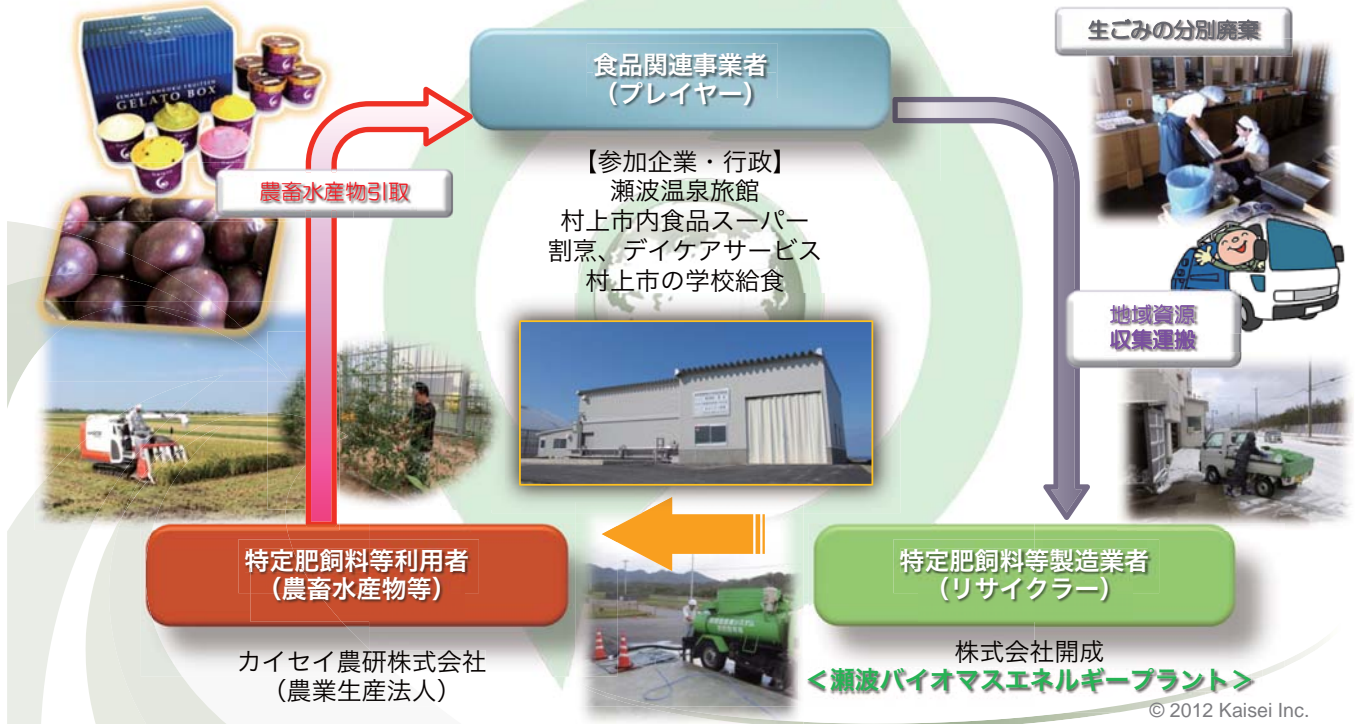 生ごみの分別廃棄
食品関連事業者
(プレイヤー)
GELATO BOX
農畜水産物引取
【参加企業・行政】
瀬波温泉旅館
村上市内食品スーパー
割烹、デイケアサービス
村上市の学校給食
地域資源
収集運搬
特定肥飼料等利用者
(農畜水産物等)
特定肥飼料等製造業者
(リサイクラー)
カイセイ農研株式会社
(農業生産法人)
株式会社開成
<瀬波バイオマスエネルギープラント>
© 2012 Kaisei Inc.